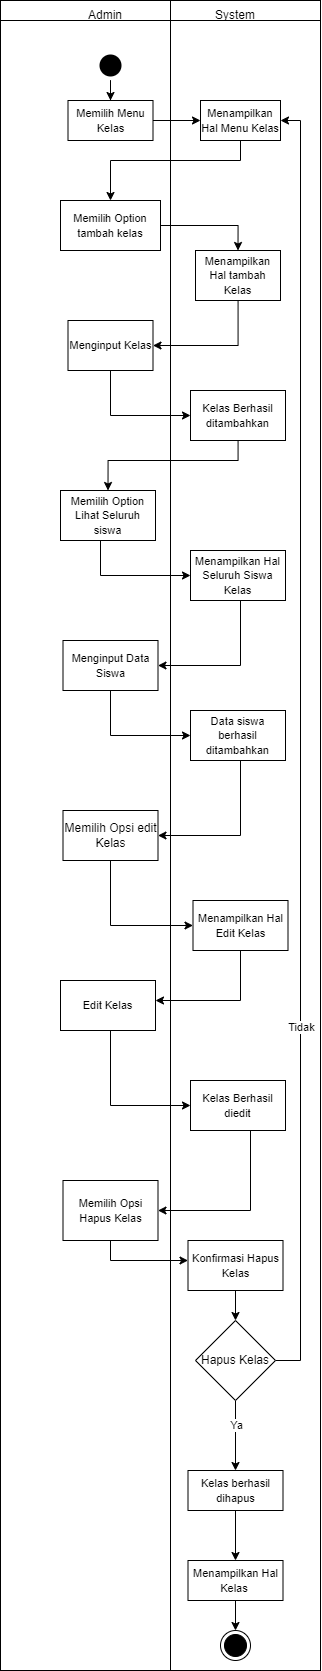 Admin
System
Memilih Menu
Kelas
Menampilkan
Hal Menu Kelas
Memilih Option
tambah kelas
Menampilkan
Hal tambah
Kelas
Menginput Kelas
Kelas Berhasil
ditambahkan
Memilih Option
Lihat Seluruh
siswa
Menampilkan Hal
Seluruh Siswa
Kelas
Menginput Data
Siswa
Data siswa
berhasil
ditambahkan
Memilih Opsi edit
Kelas
Menampilkan Hal
Edit Kelas
Edit Kelas
Tidak
Kelas Berhasil
diedit
Memilih Opsi
Hapus Kelas
Konfirmasi Hapus
Kelas
Hapus Kelas
Ya
Kelas berhasil
dihapus
Menampilkan Hal
Kelas